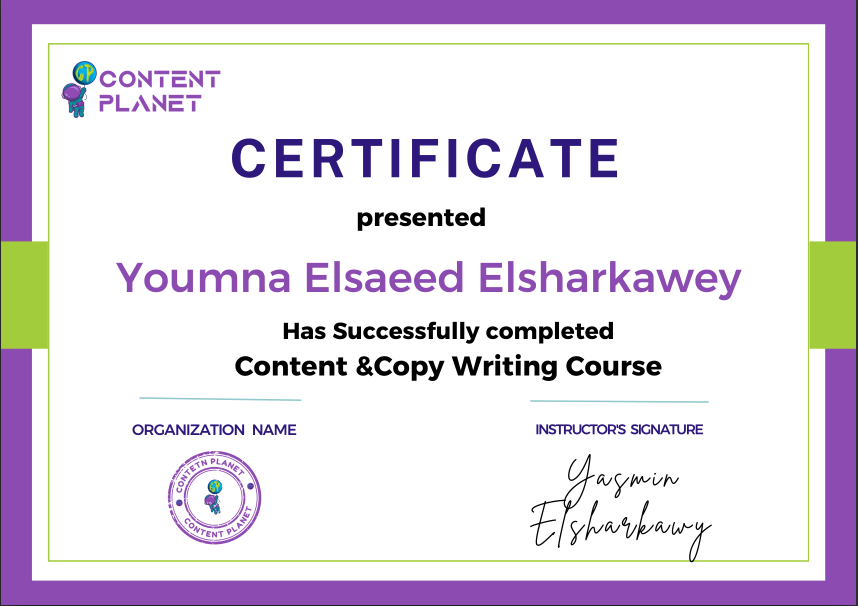 CONTENT
PLANET
CERTIFICATE
presented
Youmna Elsaeed Elsharkawey
Has Successfully completed
Content &Copy Writing Course
ORGANIZATION NAME
INSTRUCTOR'S SIGNATURE
CONTETN PLANET
CONTENT PLANET
Yasmin
Elsharkawy